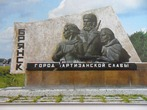 БРЯНСК
ГОРОД ПАРТИЗАНСКОЙ СЛАВЫ